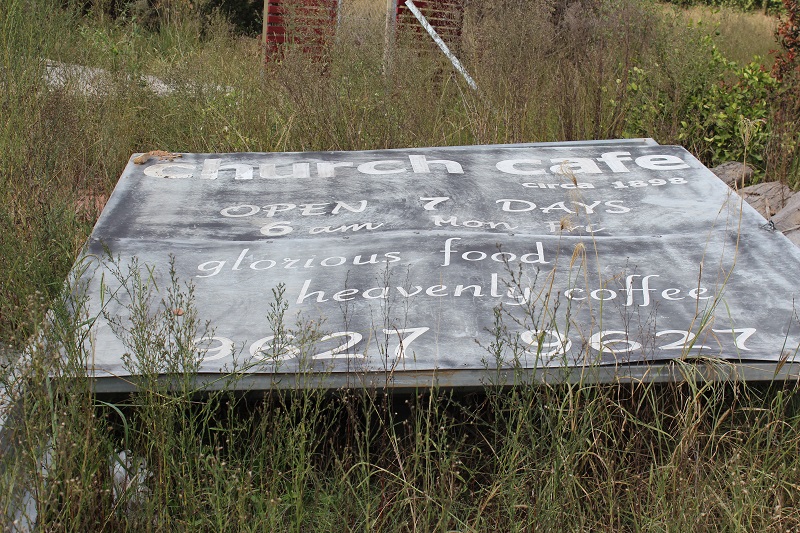 church cafe
circa 1898
OPEN 7 DAYS
6 am Mon Fri
glorious food
heavenly coffee
9627 9627